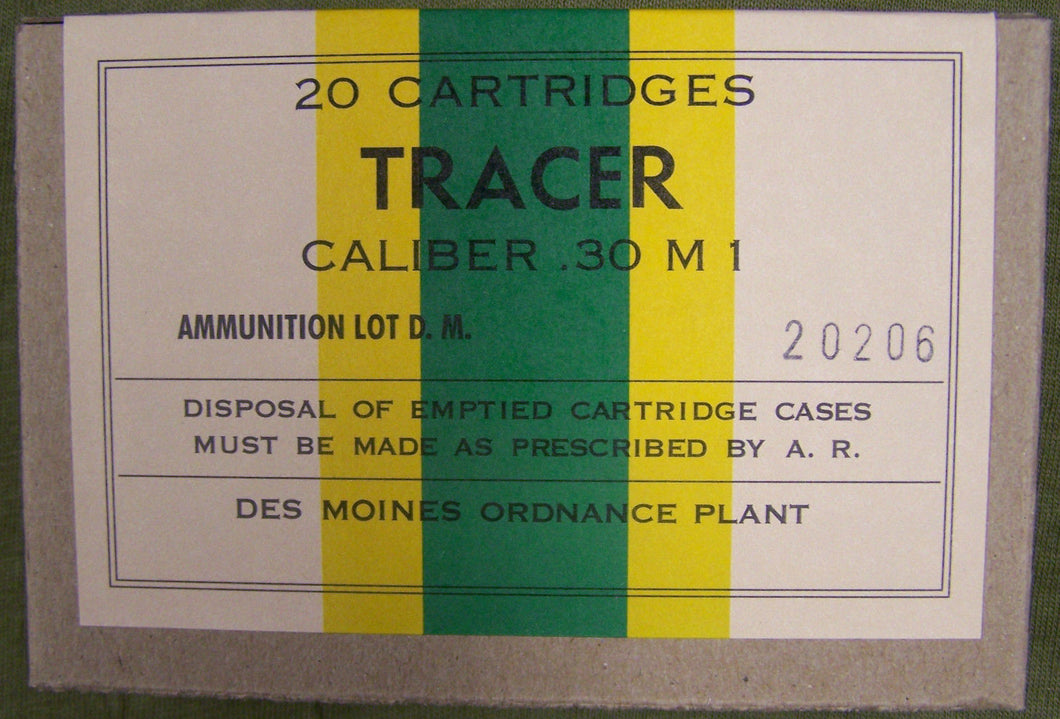 20 CARTRIDGES
TRACER
CALIBER .30 M 1
AMMUNITION LOT D. M. 20206
DISPOSAL OF EMPTIED CARTRIDGE CASES
MUST BE MADE AS PRESCRIBED BY A. R.
DES MOINES ORDNANCE PLANT